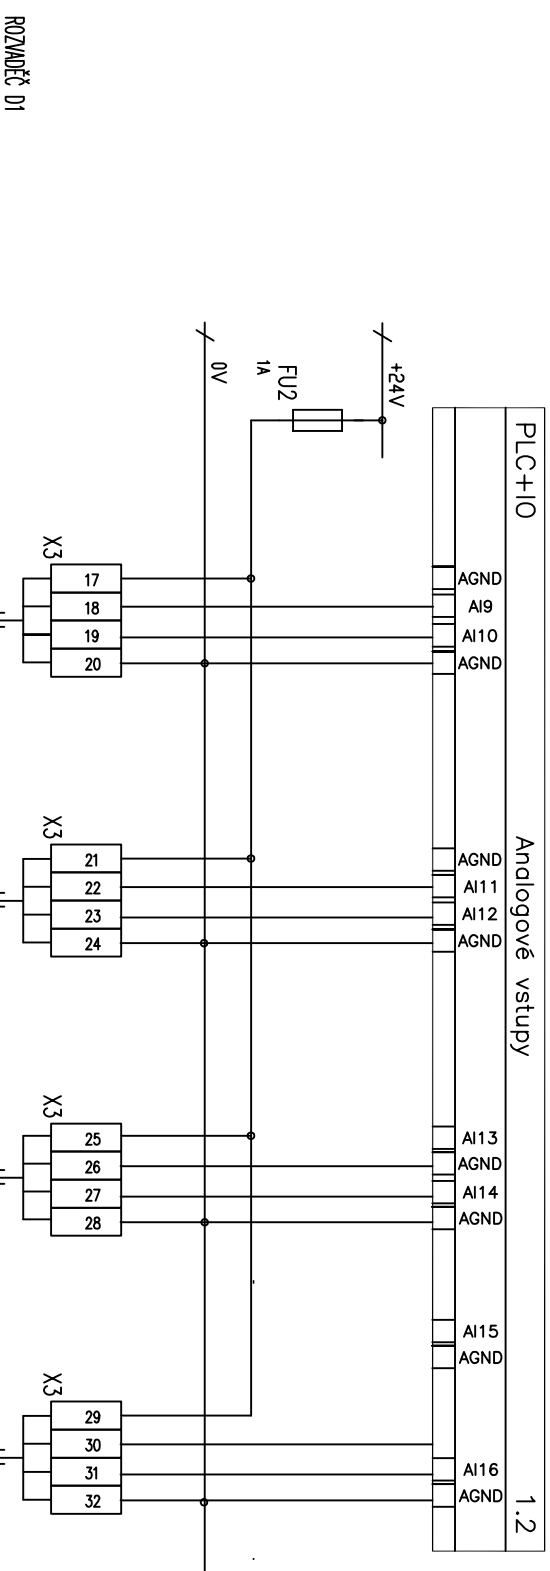 ROZVADĚČ D1
+24V
0V
FU2
1A
PLC+IO
Analogové vstupy
1.2
X3
17
18
19
20
AGND
AI9
AI10
AGND
X3
21
22
23
24
AGND
AI11
AI12
AGND
X3
25
26
27
28
AI13
AGND
AI14
AGND
AI15
AGND
X3
29
30
31
32
AI16
AGND